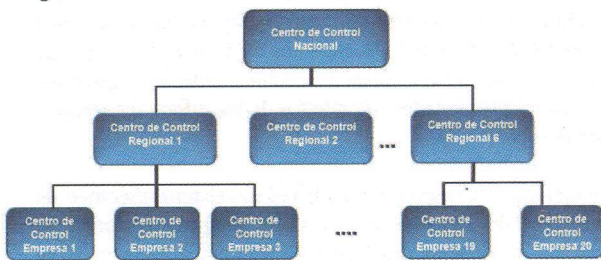 Centro de Control
Nacional
Centro de Control
Regional 1
Centro de Control
Regional 2
...
Centro de Control
Regional 6
Centro de
Control
Empresa 1
Centro de
Control
Empresa 2
Centro de
Control
Empresa 3
....
Centro de
Control
Empresa 19
Centro de
Control
Empresa 20